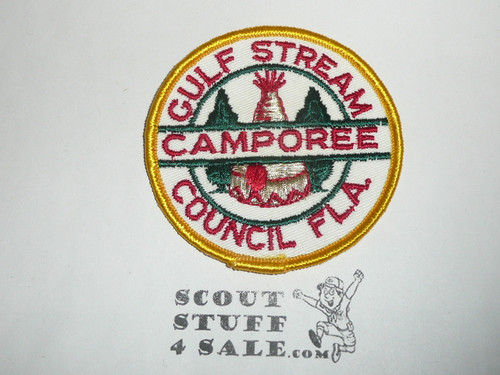 GULF STREAM
CAMPOREE
COUNCIL FLA.
SCOUT
STUFF
4 SALE.com